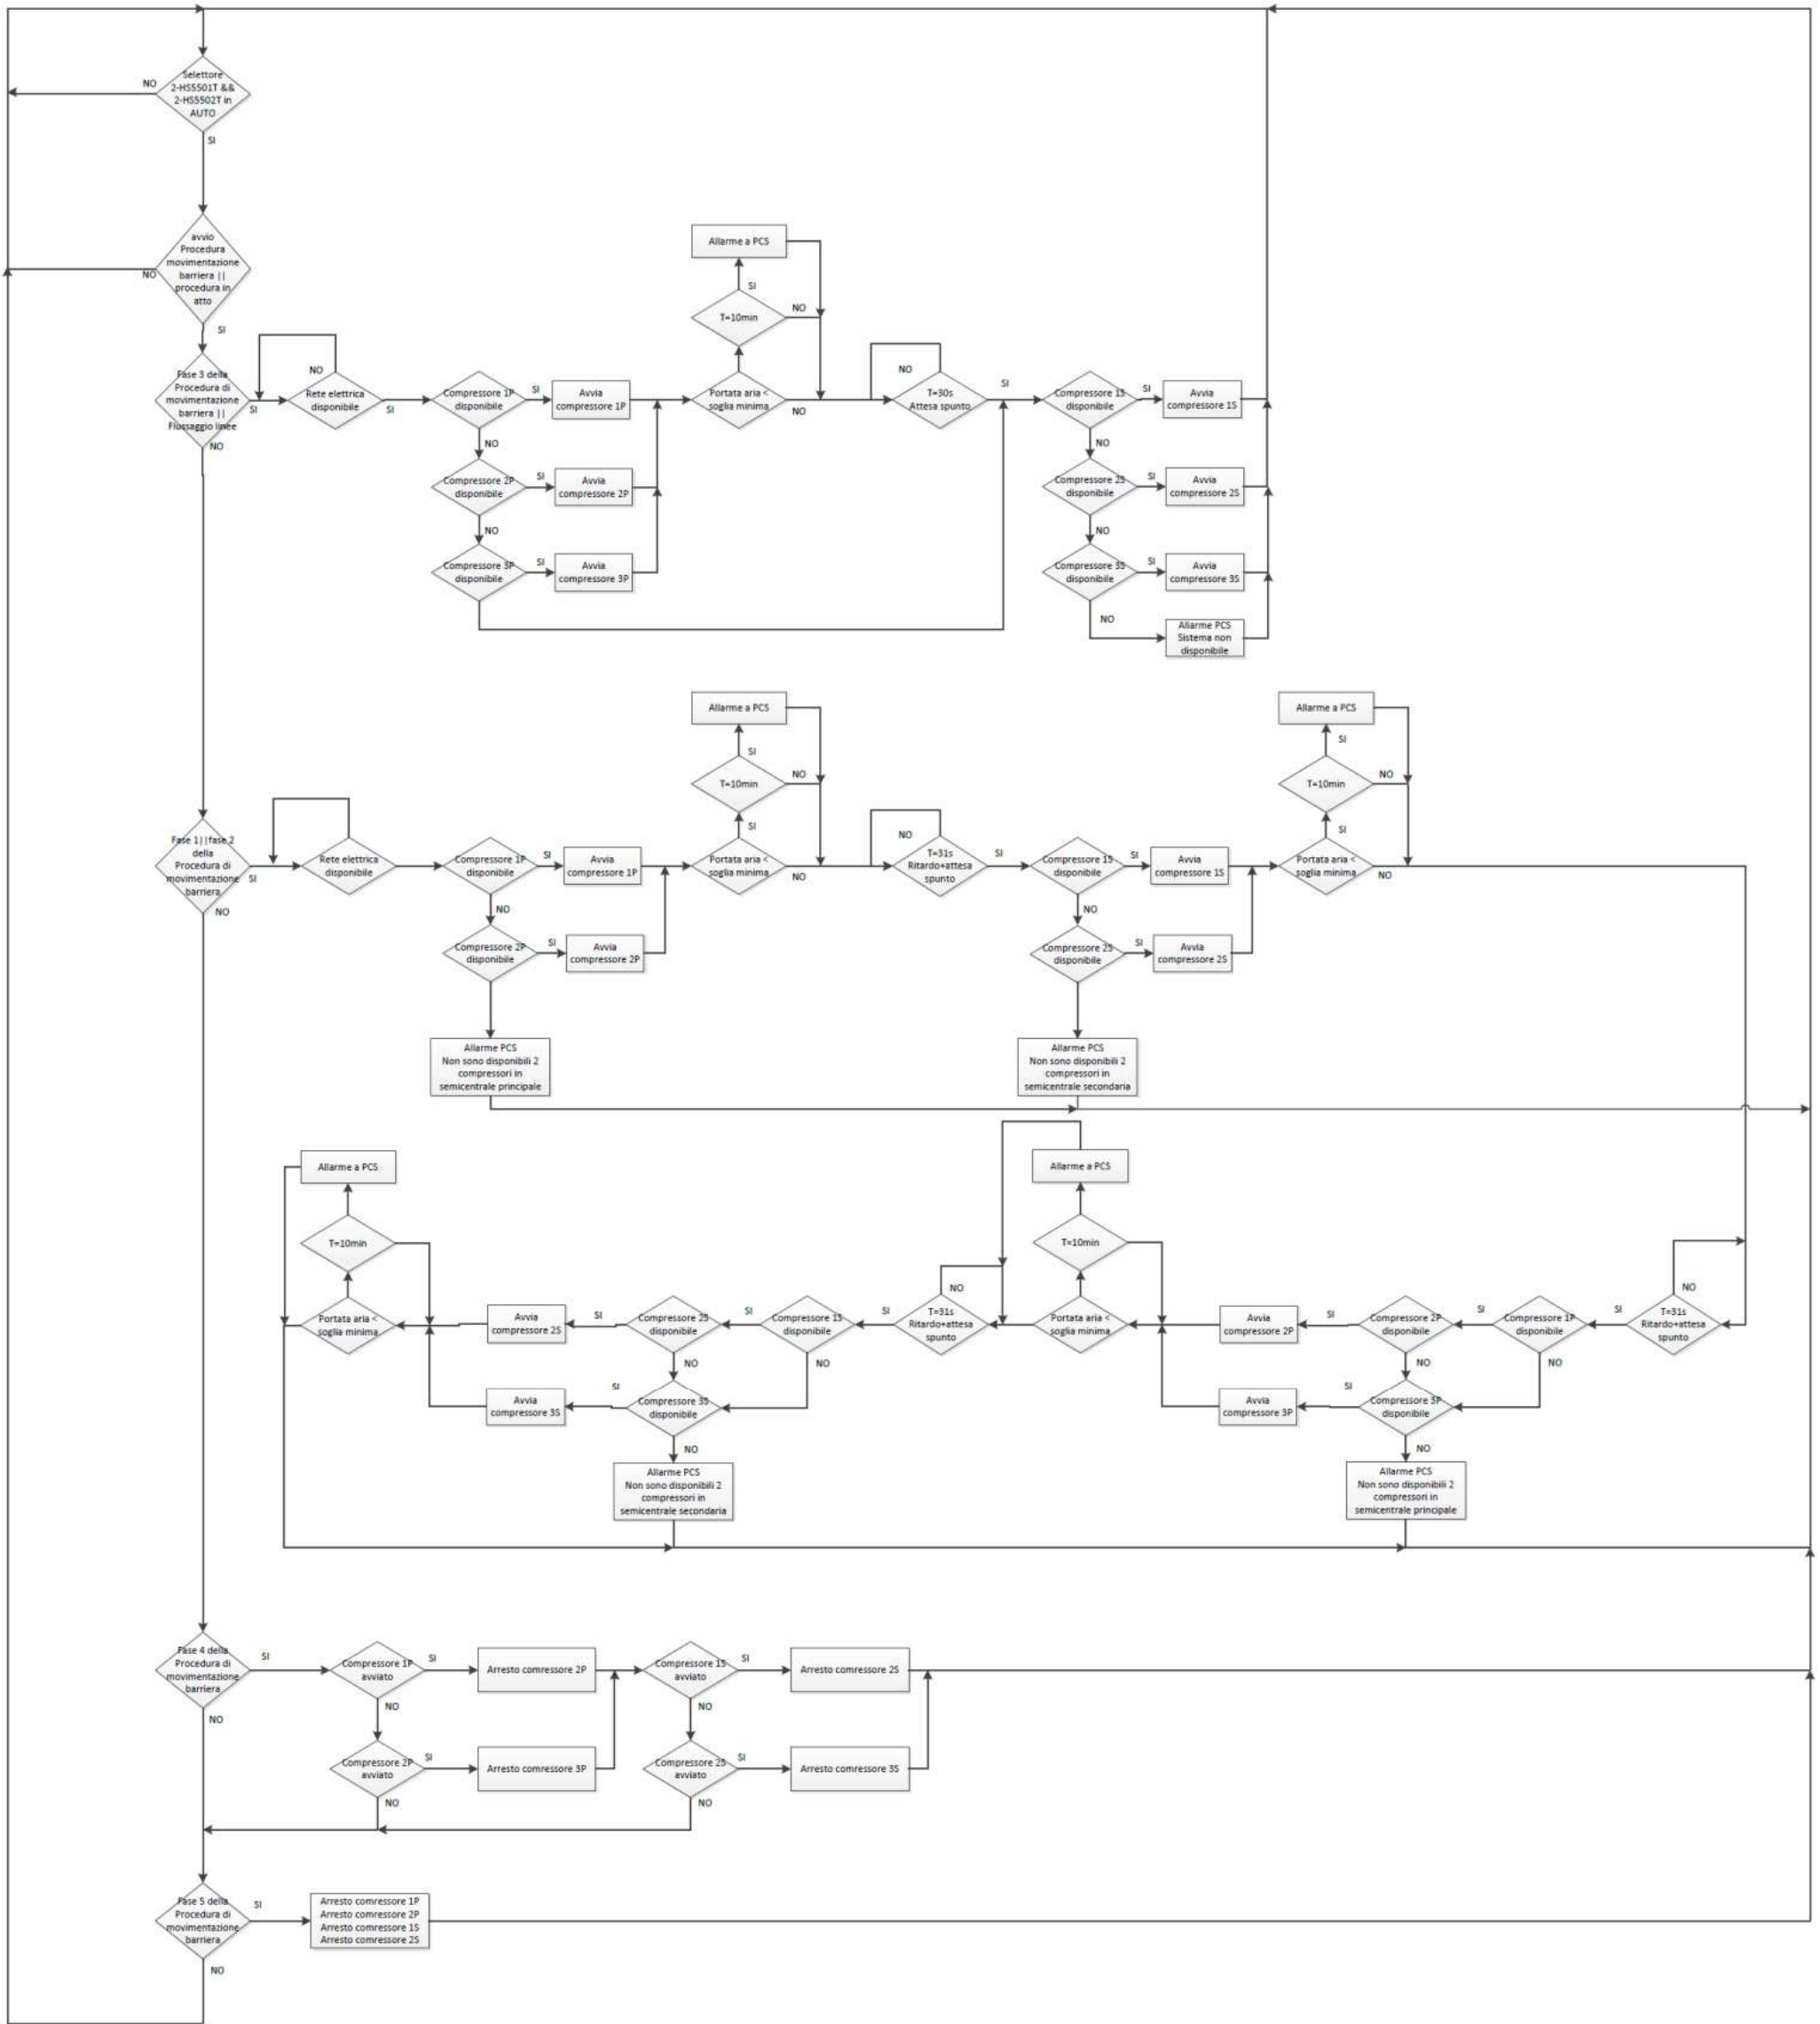 Selettore
2-HS5501T &&
2-HS5502T in
AUTO
NO
SI
avvio
Procedura
movimentazione
barriera ||
procedura in
atto
NO
SI
Allarme a PCS
SI
T=10min
NO
Fase 3 della
Procedura di
movimentazione
barriera ||
Flussaggio linee
SI
NO
NO
Rete elettrica
disponibile
SI
Compressore 1P
disponibile
SI
Avvia
compressore 1P
NO
Compressore 2P
disponibile
SI
Avvia
compressore 2P
NO
Compressore 3P
disponibile
SI
Avvia
compressore 3P
Portata aria <
soglia minima
NO
NO
T=30s
Attesa spunto
SI
Compressore 1S
disponibile
SI
Avvia
compressore 1S
NO
Compressore 2S
disponibile
SI
Avvia
compressore 2S
NO
Compressore 3S
disponibile
SI
Avvia
compressore 3S
NO
Allarme PCS
Sistema non
disponibile
Allarme a PCS
SI
T=10min
NO
Allarme a PCS
SI
T=10min
NO
Fase 1||fase 2
della
Procedura di
movimentazione
barriera
SI
NO
Rete elettrica
disponibile
Compressore 1P
disponibile
SI
Avvia
compressore 1P
NO
Compressore 2P
disponibile
SI
Avvia
compressore 2P
Allarme PCS
Non sono disponibili 2
compressori in
semicentrale principale
SI
Portata aria <
soglia minima
NO
NO
T=31s
Ritardo+attesa
spunto
SI
Compressore 1S
disponibile
SI
Avvia
compressore 1S
NO
Compressore 2S
disponibile
SI
Avvia
compressore 2S
Allarme PCS
Non sono disponibili 2
compressori in
semicentrale secondaria
SI
Portata aria <
soglia minima
NO
Allarme a PCS
T=10min
Portata aria <
soglia minima
Avvia
compressore 2S
SI
Compressore 2S
disponibile
SI
Compressore 1S
disponibile
SI
NO
T=31s
Ritardo+attesa
spunto
NO
NO
Avvia
compressore 3S
SI
Compressore 3S
disponibile
NO
Allarme PCS
Non sono disponibili 2
compressori in
semicentrale secondaria
Allarme a PCS
T=10min
Portata aria <
soglia minima
Avvia
compressore 2P
SI
Compressore 2P
disponibile
SI
Compressore 1P
disponibile
SI
NO
T=31s
Ritardo+attesa
spunto
NO
NO
Avvia
compressore 3P
SI
Compressore 3P
disponibile
NO
Allarme PCS
Non sono disponibili 2
compressori in
semicentrale principale
Fase 4 della
Procedura di
movimentazione
barriera
SI
NO
Compressore 1P
avviato
SI
Arresto comressore 2P
NO
Compressore 2P
avviato
SI
Arresto comressore 3P
NO
Compressore 1S
avviato
SI
Arresto comressore 2S
NO
Compressore 2S
avviato
SI
Arresto comressore 3S
NO
Fase 5 della
Procedura di
movimentazione
barriera
SI
Arresto comressore 1P
Arresto comressore 2P
Arresto comressore 1S
Arresto comressore 2S
NO